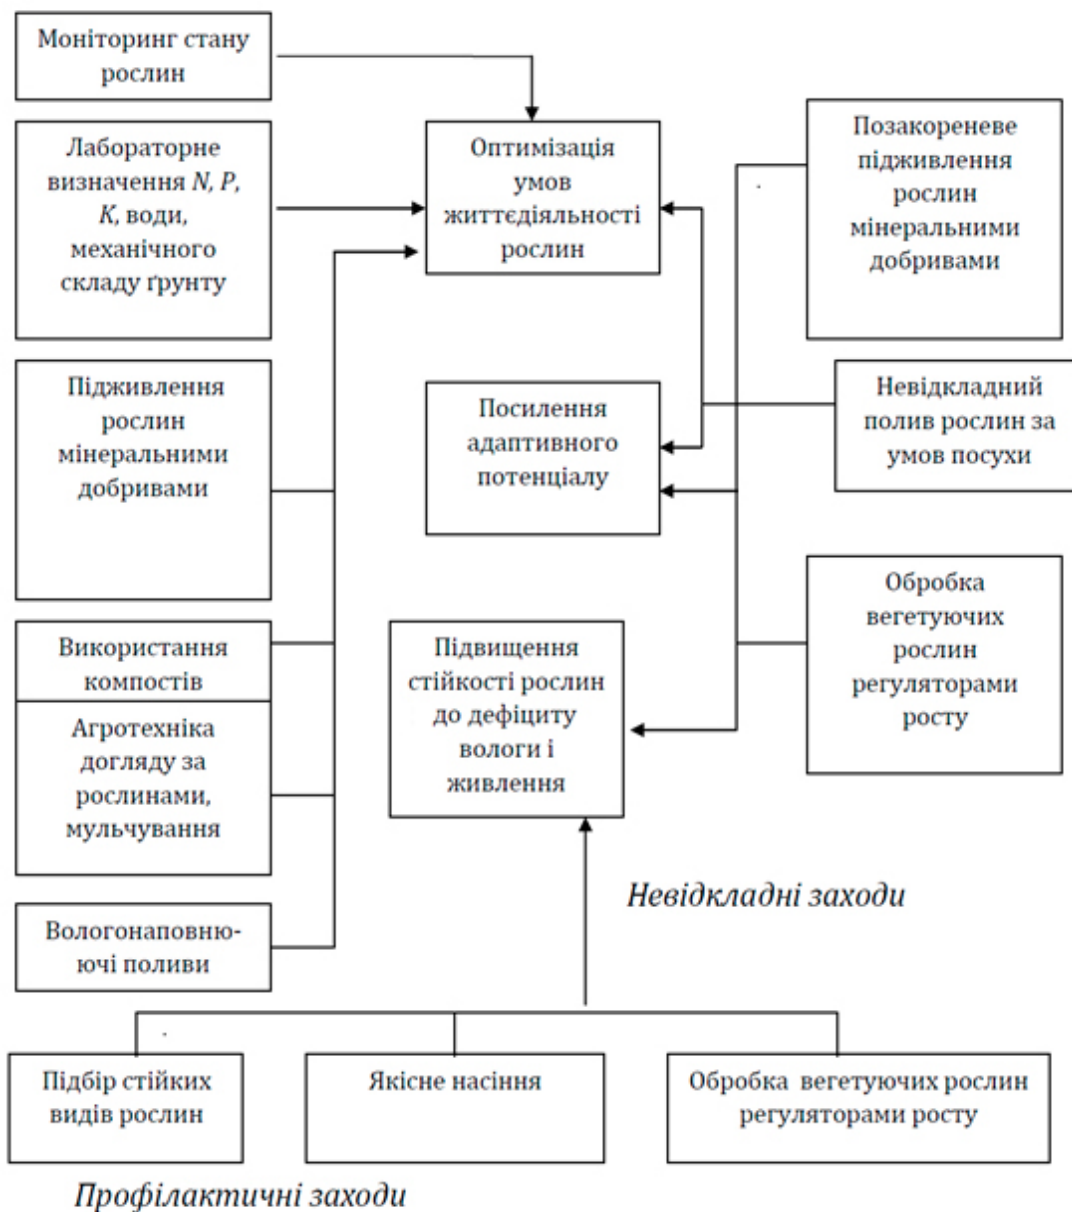 Моніторинг стану
рослин
Лабораторне
визначення N, P,
K, води,
механічного
складу ґрунту
Підживлення
рослин
мінеральними
добривами
Використання
компостів
Агротехніка
догляду за
рослинами,
мульчування
Вологонаповню-
ючі поливи
Оптимізація
умов
життєдіяльності
рослин
Посилення
адаптивного
потенціалу
Підвищення
стійкості рослин
до дефіциту
вологи і
живлення
Позакореневе
підживлення
рослин
мінеральними
добривами
Невідкладний
полив рослин за
умов посухи
Обробка
вегетуючих
рослин
регуляторами
росту
Невідкладні заходи
Підбір стійких
видів рослин
Якісне насіння
Обробка вегетуючих рослин
регуляторами росту
Профілактичні заходи